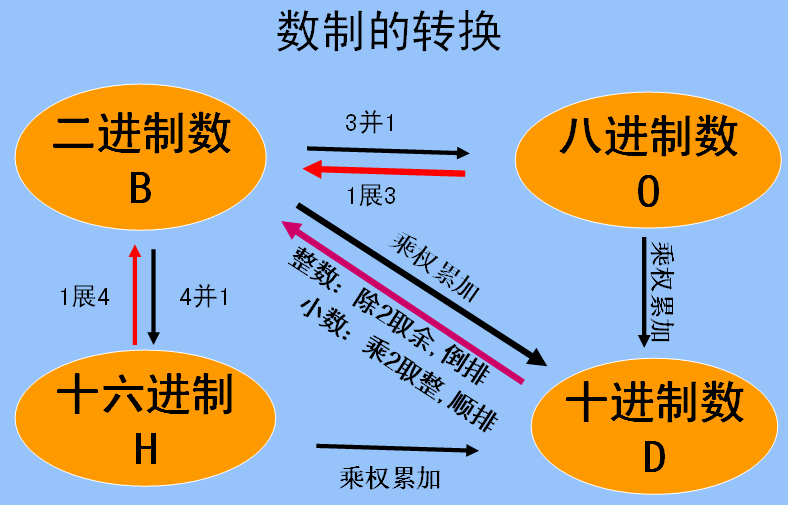 数制的转换
二进制数
B
3并1
1展3
八进制数
O
乘权累加
整数：除2取余,倒排
小数：乘2取整,顺排
乘权累加
1展4
4并1
十六进制
H
乘权累加
十进制数
D